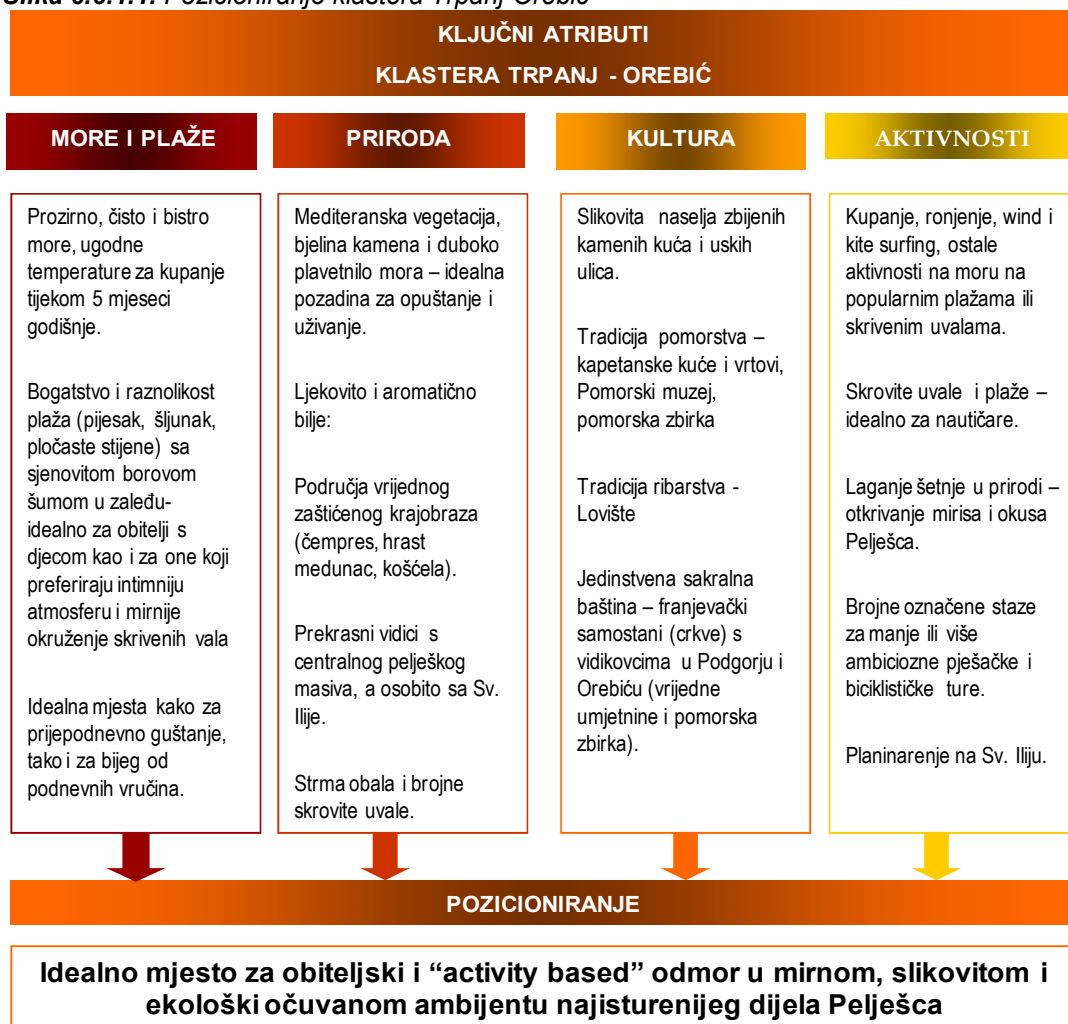 Pozicioniranje klastera Trpanj-Orebić
KLJUČNI ATRIBUTI
KLASTERA TRPANJ - OREBIĆ
MORE I PLAŽE
Prozirno, čisto i bistro
more, ugodne
temperature za kupanje
tijekom 5 mjeseci
godišnje.
Bogatstvo i raznolikost
plaža (pijesak, šljunak,
pločaste stijene) sa
sjenovitom borovom
šumom u zaleđu-
idealno za obitelji s
djecom kao i za one koji
preferiraju intimniju
atmosferu i mirnije
okruženje skrivenih vala
Idealna mjesta kako za
prijepodnevno guštanje,
tako i za bijeg od
podnevnih vrućina.
PRIRODA
Mediteranska vegetacija,
bjelina kamena i duboko
plavetnilo mora – idealna
pozadina za opuštanje i
uživanje.
Ljekovito i aromatično
bilje:
Područja vrijednog
zaštićenog krajobraza
(čempres, hrast
medunac, košćela).
Prekrasni vidici s
centralnog pelješkog
masiva, a osobito sa Sv.
Ilije.
Strma obala i brojne
skrovite uvale.
KULTURA
Slikovita naselja zbijenih
kamenih kuća i uskih
ulica.
Tradicija pomorstva –
kapetanske kuće i vrtovi,
Pomorski muzej,
pomorska zbirka
Tradicija ribarstva -
Lovište
Jedinstvena sakralna
baština – franjevački
samostani (crkve) s
vidikovcima u Podgorju i
Orebiću (vrijedne
umjetnine i pomorska
zbirka).
AKTIVNOSTI
Kupanje, ronjenje, wind i
kite surfing, ostale
aktivnosti na moru na
popularnim plažama ili
skrivenim uvalama.
Skrovite uvale i plaže –
idealno za nautičare.
Laganje šetnje u prirodi –
otkrivanje mirisa i okusa
Pelješca.
Brojne označene staze
za manje ili više
ambiciozne pješačke i
biciklističke ture.
Planinarenje na Sv. Iliju.
POZICIONIRANJE
Idealno mjesto za obiteljski i “activity based” odmor u mirnom, slikovitom i
ekološki očuvanom ambijentu najisturenijeg dijela Pelješca